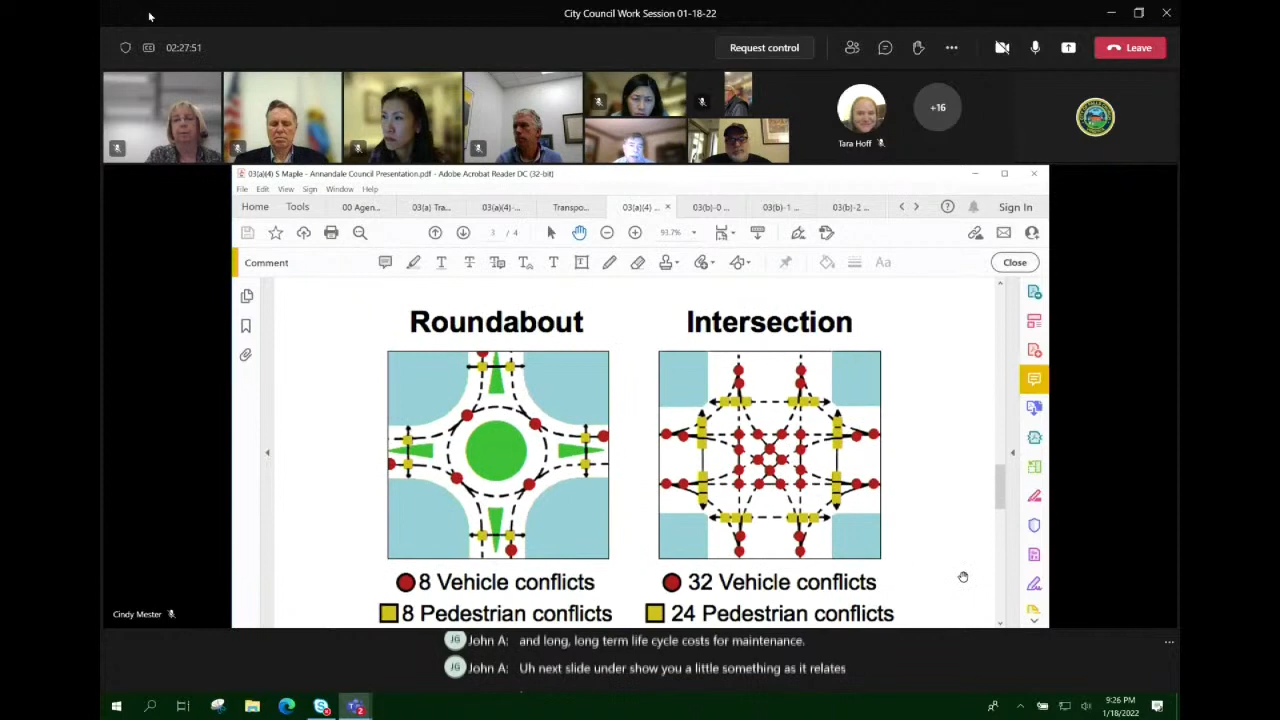 City Council Work Session 01-18-22
02:27:51
Request control
Leave
+16
Tara Hoff
03(a)(4) S Maple - Annandale Council Presentation.pdf - Adobe Acrobat Reader DC (32-bit)
File Edit View Sign Window Help
Home Tools 00 Agen... 03(a) Tra... 03(a)(4)-... Transpo... 03(a)(4) ... 03(b)-0 ... 03(b)-1 ... 03(b)-2 ... Sign In
3 / 4 93.7%
Comment Close
Roundabout Intersection
8 Vehicle conflicts 32 Vehicle conflicts
8 Pedestrian conflicts 24 Pedestrian conflicts
Cindy Mester
JG John A: and long, long term life cycle costs for maintenance.
JG John A: Uh next slide under show you a little something as it relates
9:26 PM
1/18/2022